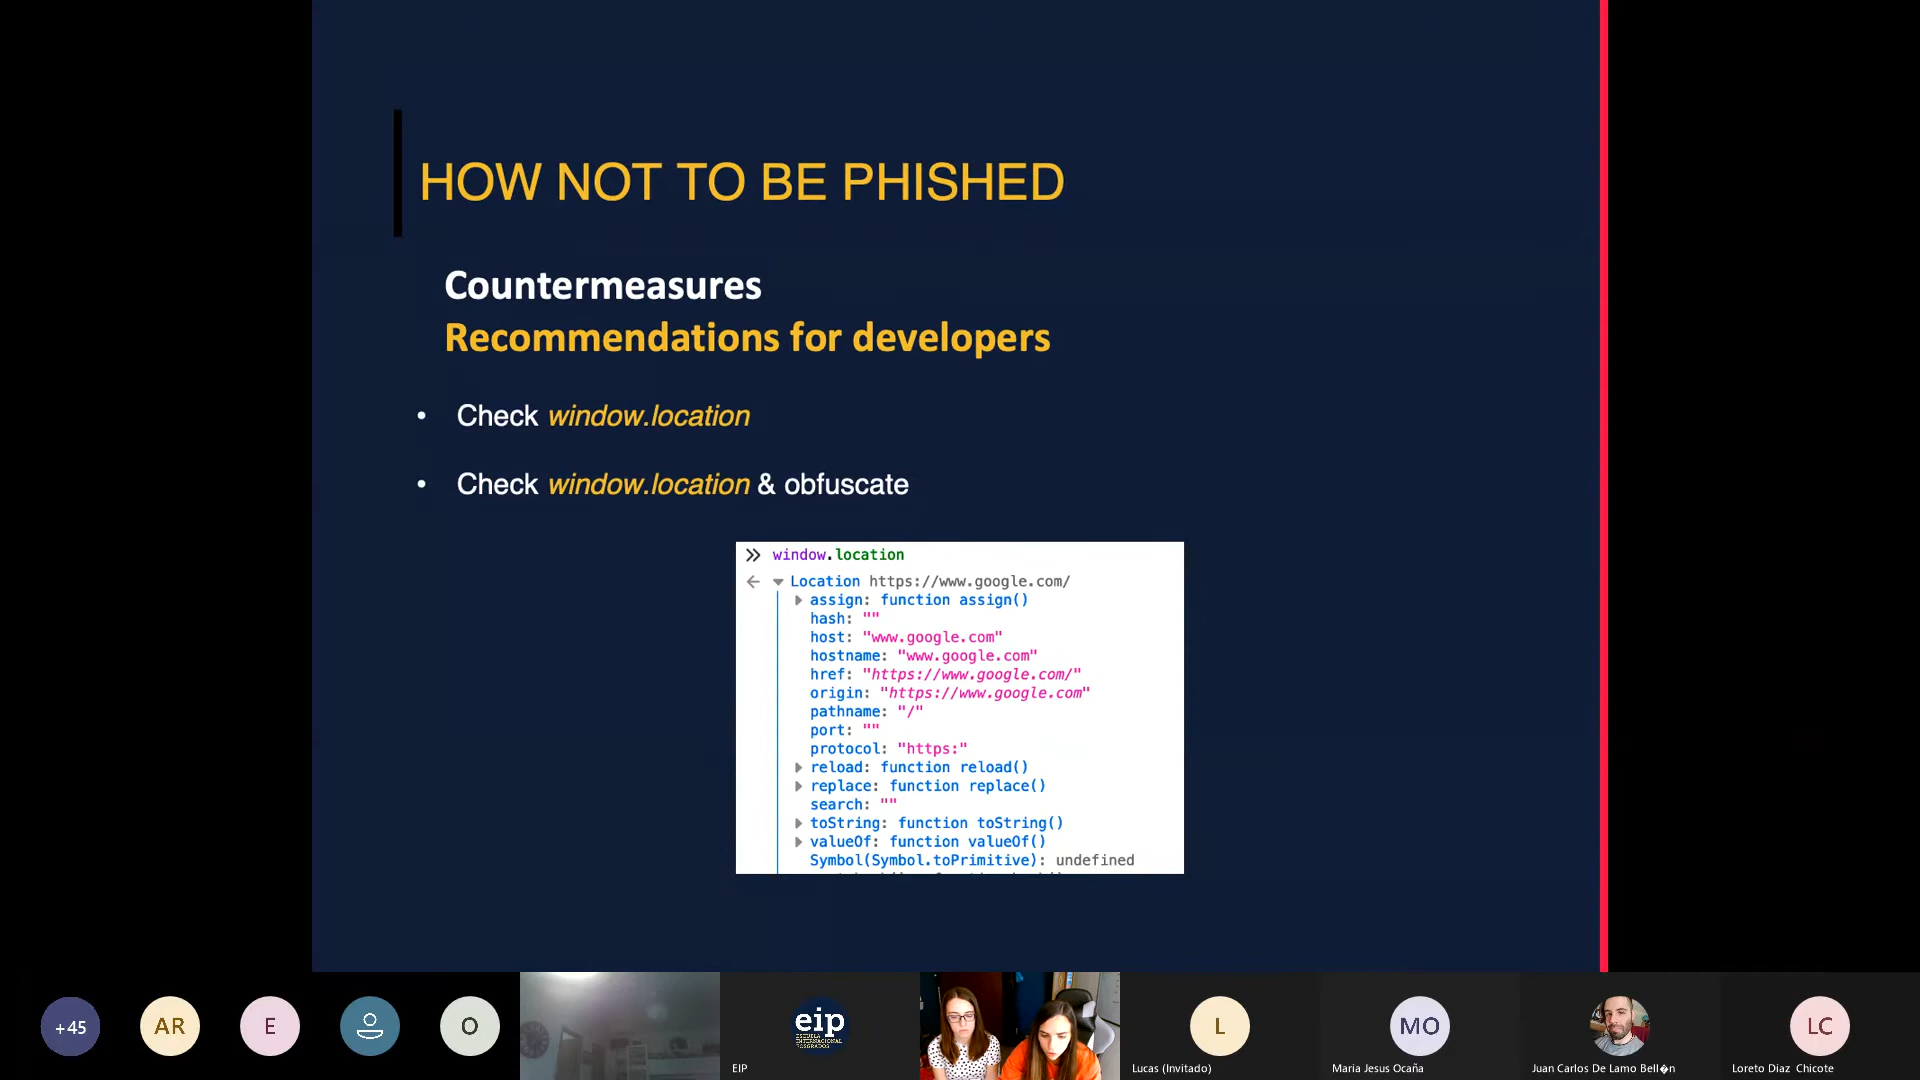 HOW NOT TO BE PHISHED
Countermeasures
Recommendations for developers
• Check window.location
• Check window.location & obfuscate
window.location
Location https://www.google.com/
assign: function assign()
hash: ""
host: "www.google.com"
hostname: "www.google.com"
href: "https://www.google.com/"
origin: "https://www.google.com"
pathname: "/"
port: ""
protocol: "https:"
reload: function reload()
replace: function replace()
search: ""
toString: function toString()
valueOf: function valueOf()
Symbol(Symbol.toPrimitive): undefined
+45
AR
E
O
eip
ESCUELA
INTERNACIONAL
POSGRADOS
EIP
L
Lucas (Invitado)
MO
Maria Jesus Ocaña
Juan Carlos De Lamo Bell�n
LC
Loreto Diaz Chicote